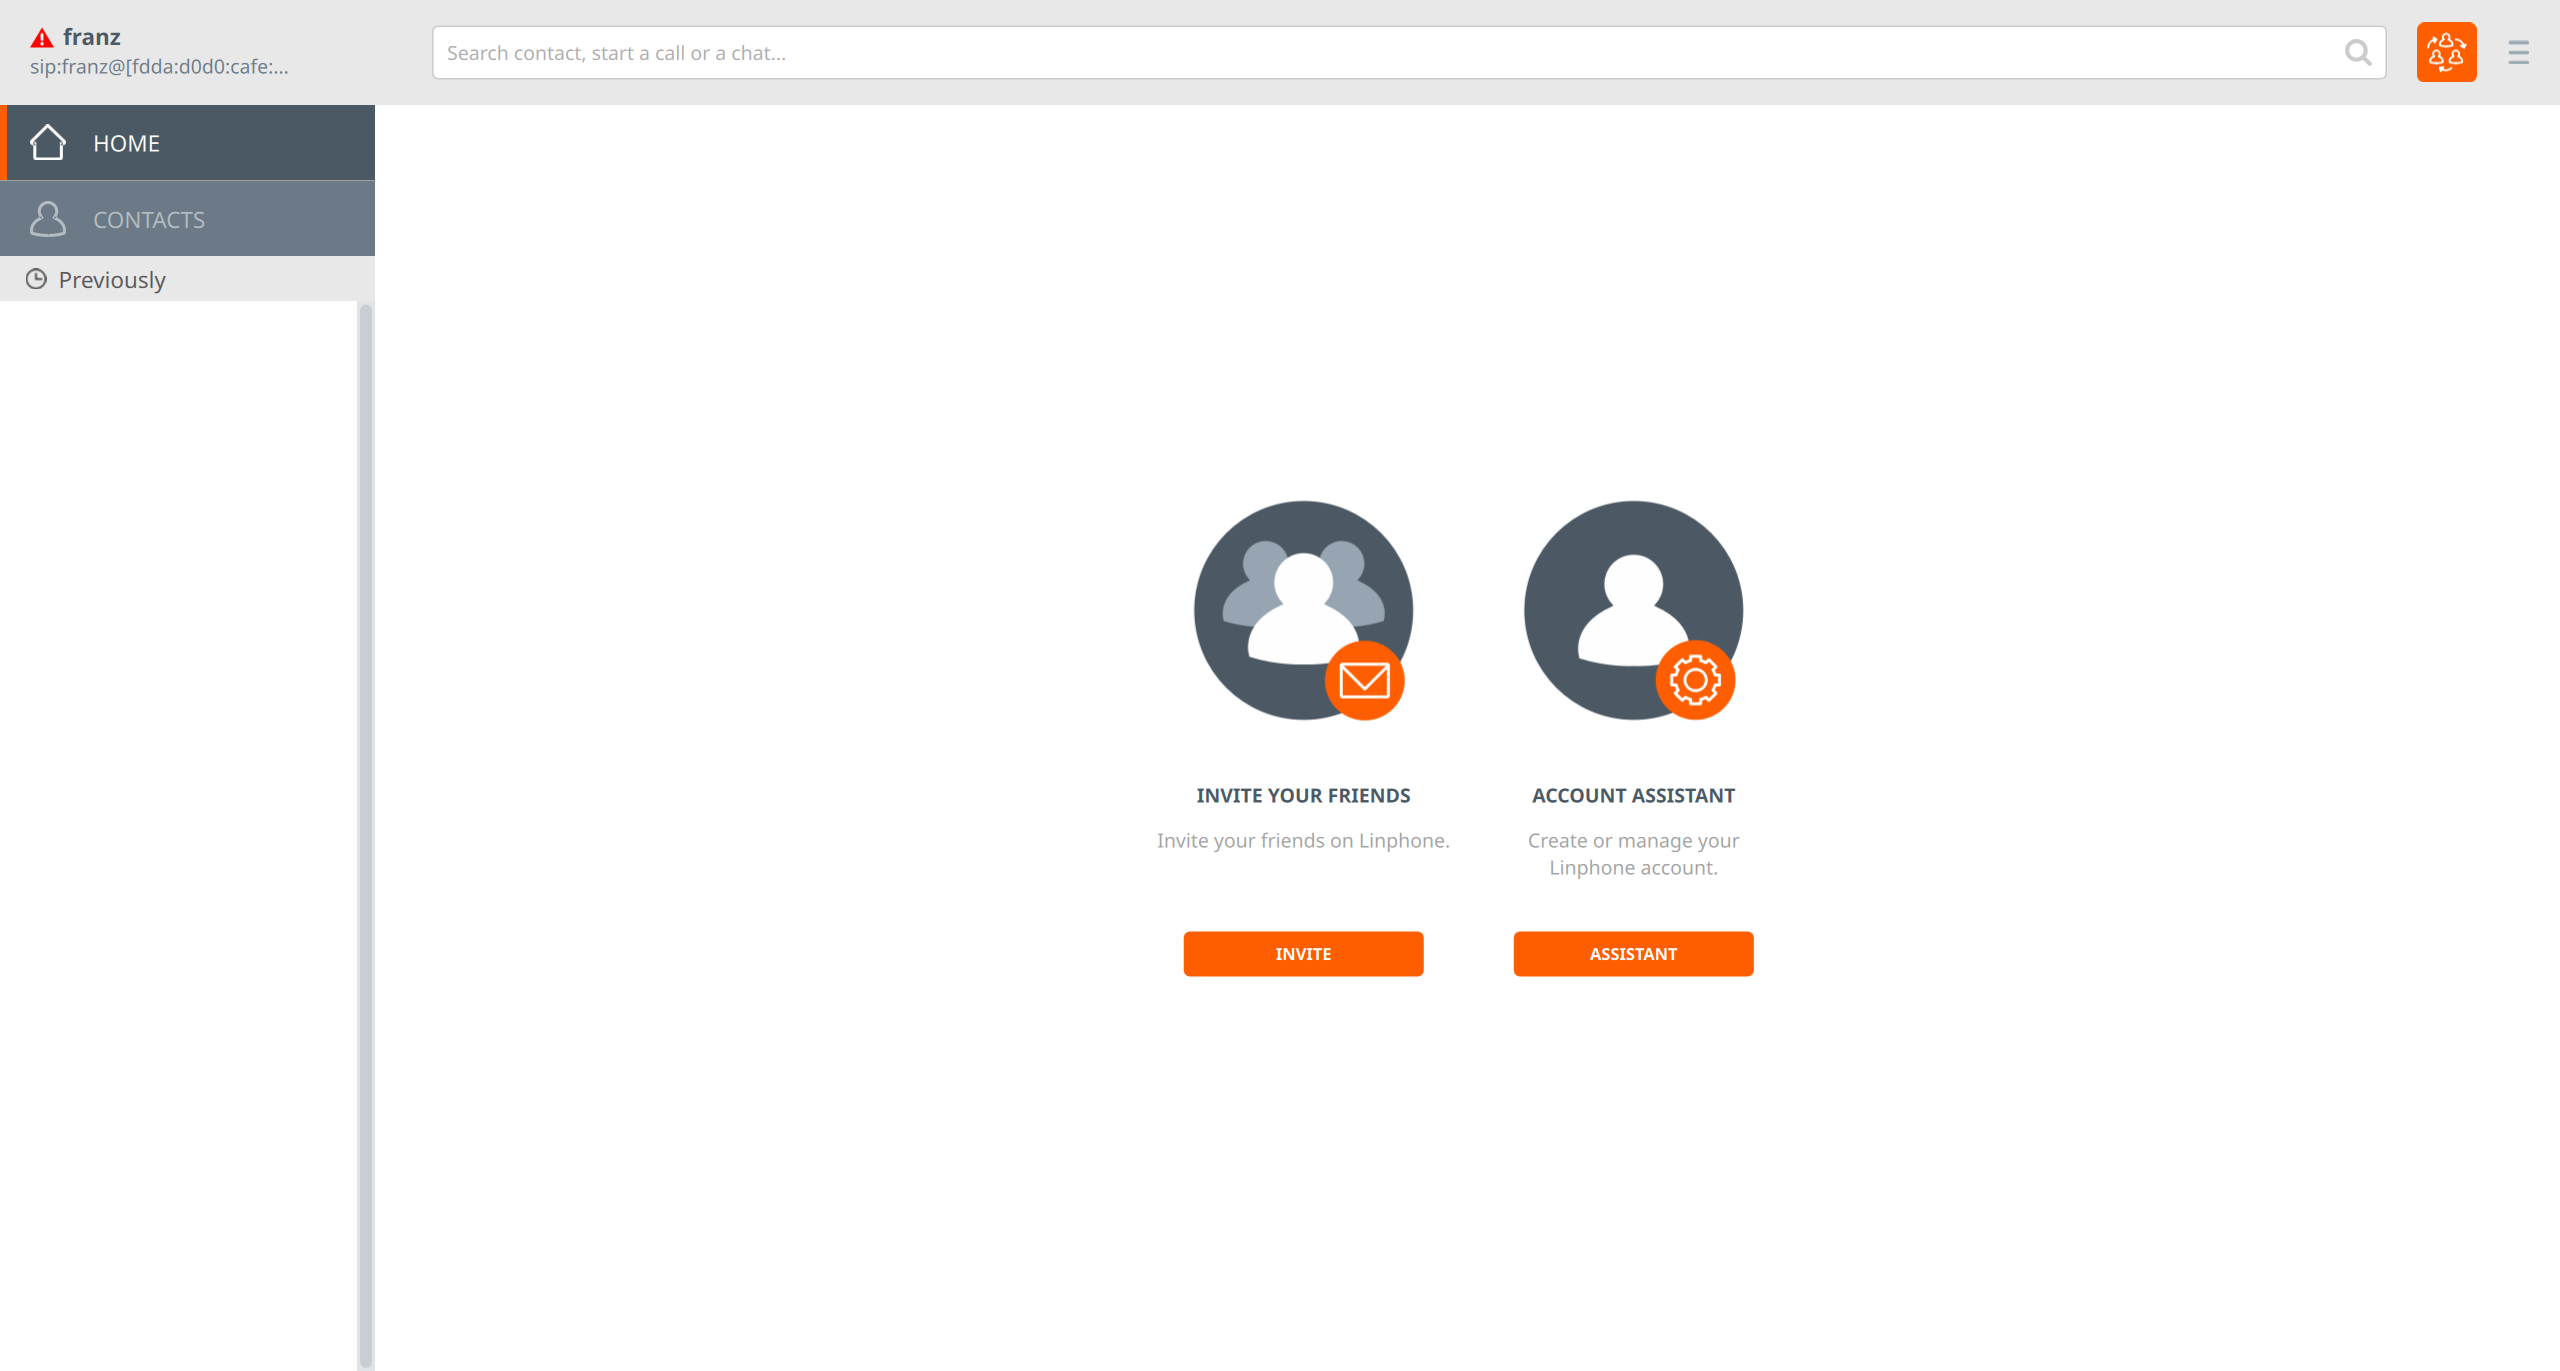 franz
sip:franz@[fdda:d0d0:cafe:...
Search contact, start a call or a chat...
HOME
CONTACTS
Previously
INVITE YOUR FRIENDS
Invite your friends on Linphone.
INVITE
ACCOUNT ASSISTANT
Create or manage your
Linphone account.
ASSISTANT